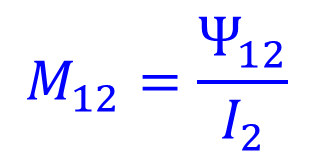 M₁₂ = Ψ₁₂ / I₂